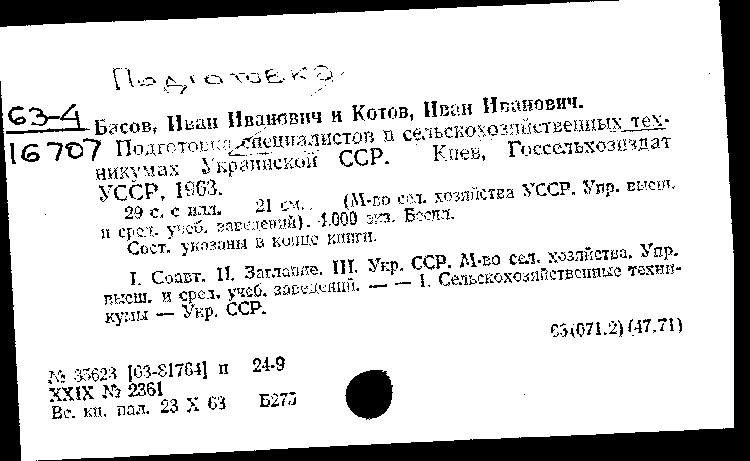 Подготовка
63-4
16707
Басов, Иван Иванович и Котов, Иван Иванович.
Подготовка специалистов в сельскохозяйственных тех-
никумах Украинской ССР. Киев, Госсельхозиздат
УССР, 1963.
29 с. с илл. 21 см. (М-во сел. хозяйства УССР. Упр. высш.
и сред. учеб. заведений). 4.000 экз. Беспл.
Сост. указаны в конце книги.
I. Соавт. II. Заглавие. III. Укр. ССР. М-во сел. хозяйства. Упр.
высш. и сред. учеб. заведений. — — 1. Сельскохозяйственные техни-
кумы — Укр. ССР.
63(071.2)(47.71)
№ 33623 [63-81764] п 24-9
XXIX № 2361
Вс. кн. пал. 23 X 63 Б275